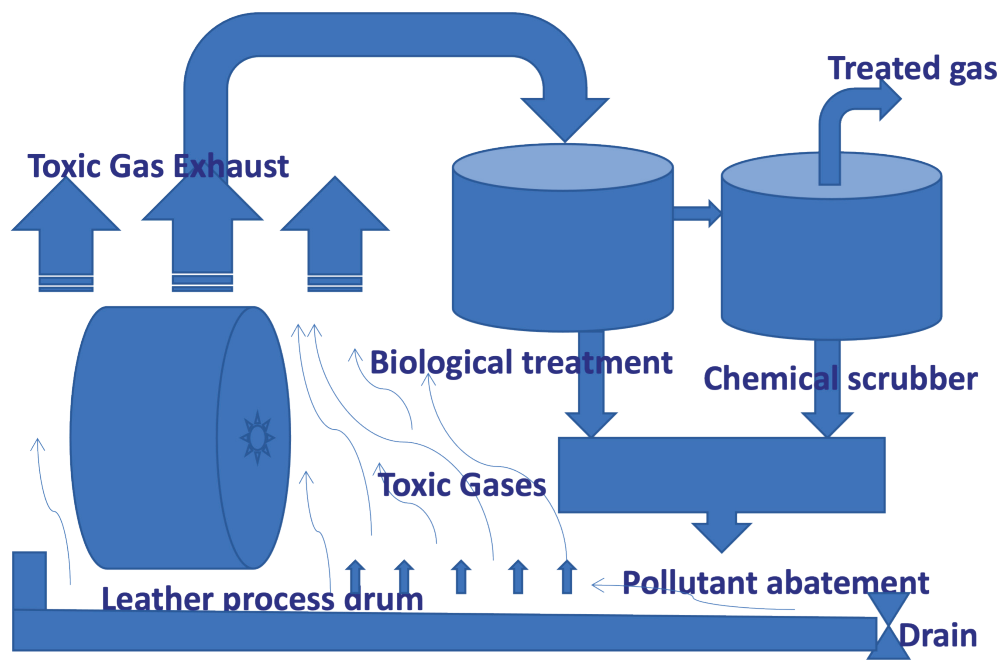 Treated gas
Toxic Gas Exhaust
Biological treatment
Chemical scrubber
Toxic Gases
Pollutant abatement
Leather process drum
Drain